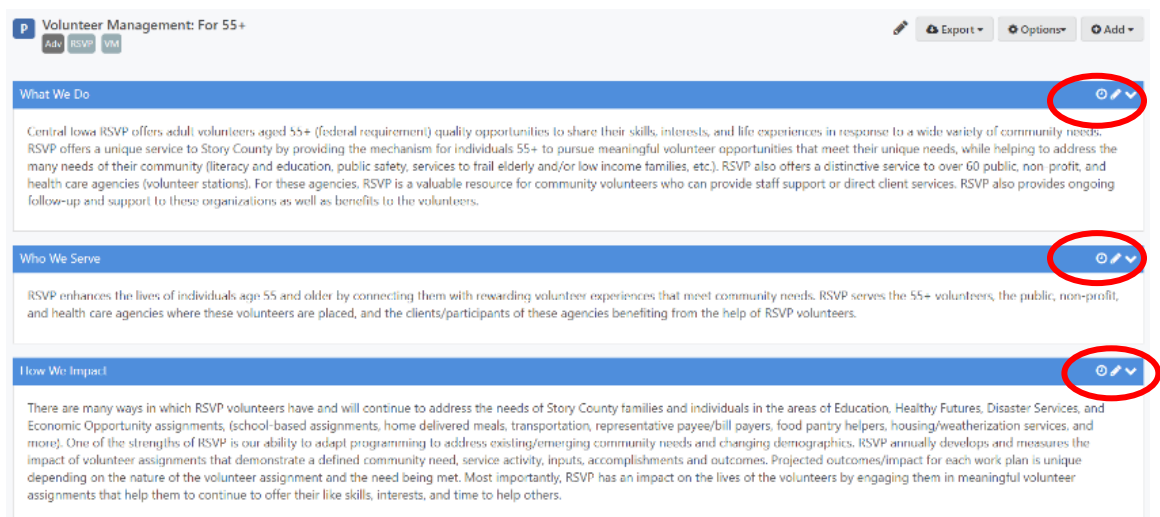 P Volunteer Management: For 55+
Adv RSVP VM
Export Options Add
What We Do
Central Iowa RSVP offers adult volunteers aged 55+ (federal requirement) quality opportunities to share their skills, interests, and life experiences in response to a wide variety of community needs.
RSVP offers a unique service to Story County by providing the mechanism for individuals 55+ to pursue meaningful volunteer opportunities that meet their unique needs, while helping to address the
many needs of their community (literacy and education, public safety, services to frail elderly and/or low income families, etc.). RSVP also offers a distinctive service to over 60 public, non-profit, and
health care agencies (volunteer stations). For these agencies, RSVP is a valuable resource for community volunteers who can provide staff support or direct client services. RSVP also provides ongoing
follow-up and support to these organizations as well as benefits to the volunteers.
Who We Serve
RSVP enhances the lives of individuals age 55 and older by connecting them with rewarding volunteer experiences that meet community needs. RSVP serves the 55+ volunteers, the public, non-profit,
and health care agencies where these volunteers are placed, and the clients/participants of these agencies benefiting from the help of RSVP volunteers.
How We Impact
There are many ways in which RSVP volunteers have and will continue to address the needs of Story County families and individuals in the areas of Education, Healthy Futures, Disaster Services, and
Economic Opportunity assignments, (school-based assignments, home delivered meals, transportation, representative payee/bill payers, food pantry helpers, housing/weatherization services, and
more). One of the strengths of RSVP is our ability to adapt programming to address existing/emerging community needs and changing demographics. RSVP annually develops and measures the
impact of volunteer assignments that demonstrate a defined community need, service activity, inputs, accomplishments and outcomes. Projected outcomes/impact for each work plan is unique
depending on the nature of the volunteer assignment and the need being met. Most importantly, RSVP has an impact on the lives of the volunteers by engaging them in meaningful volunteer
assignments that help them to continue to offer their like skills, interests, and time to help others.